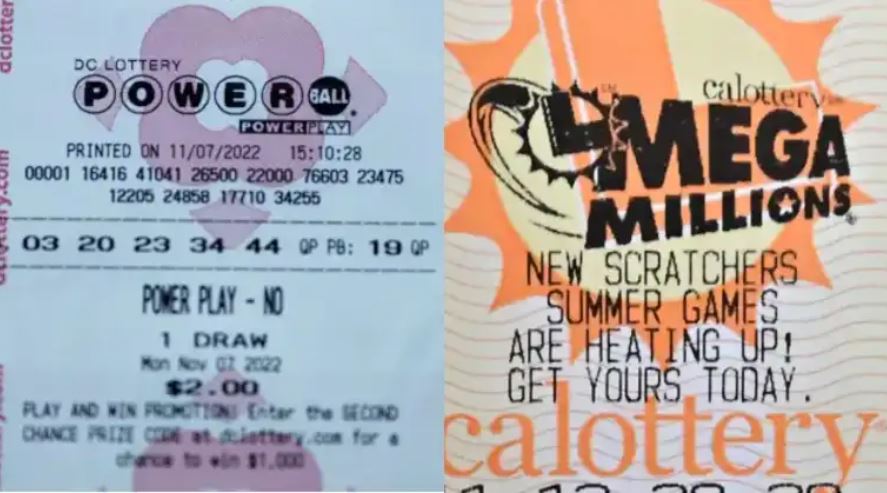 dclottery
lottery.com
DC LOTTERY
POWERBALL
POWERPLAY
PRINTED ON 11/07/2022 15:10:28
00001 16416 41041 26500 22000 76603 23475
12205 24858 17710 34255
03 20 23 34 44 QP PB: 19 QP
POWER PLAY - NO
1 DRAW
Mon Nov 07 2022
$2.00
PLAY AND WIN PROMOTION! Enter the SECOND
CHANCE PRIZE CODE at dclottery.com for a
chance to win $1,000
calottery
MEGA
MILLIONS
NEW SCRATCHERS
SUMMER GAMES
ARE HEATING UP!
GET YOURS TODAY.
calottery